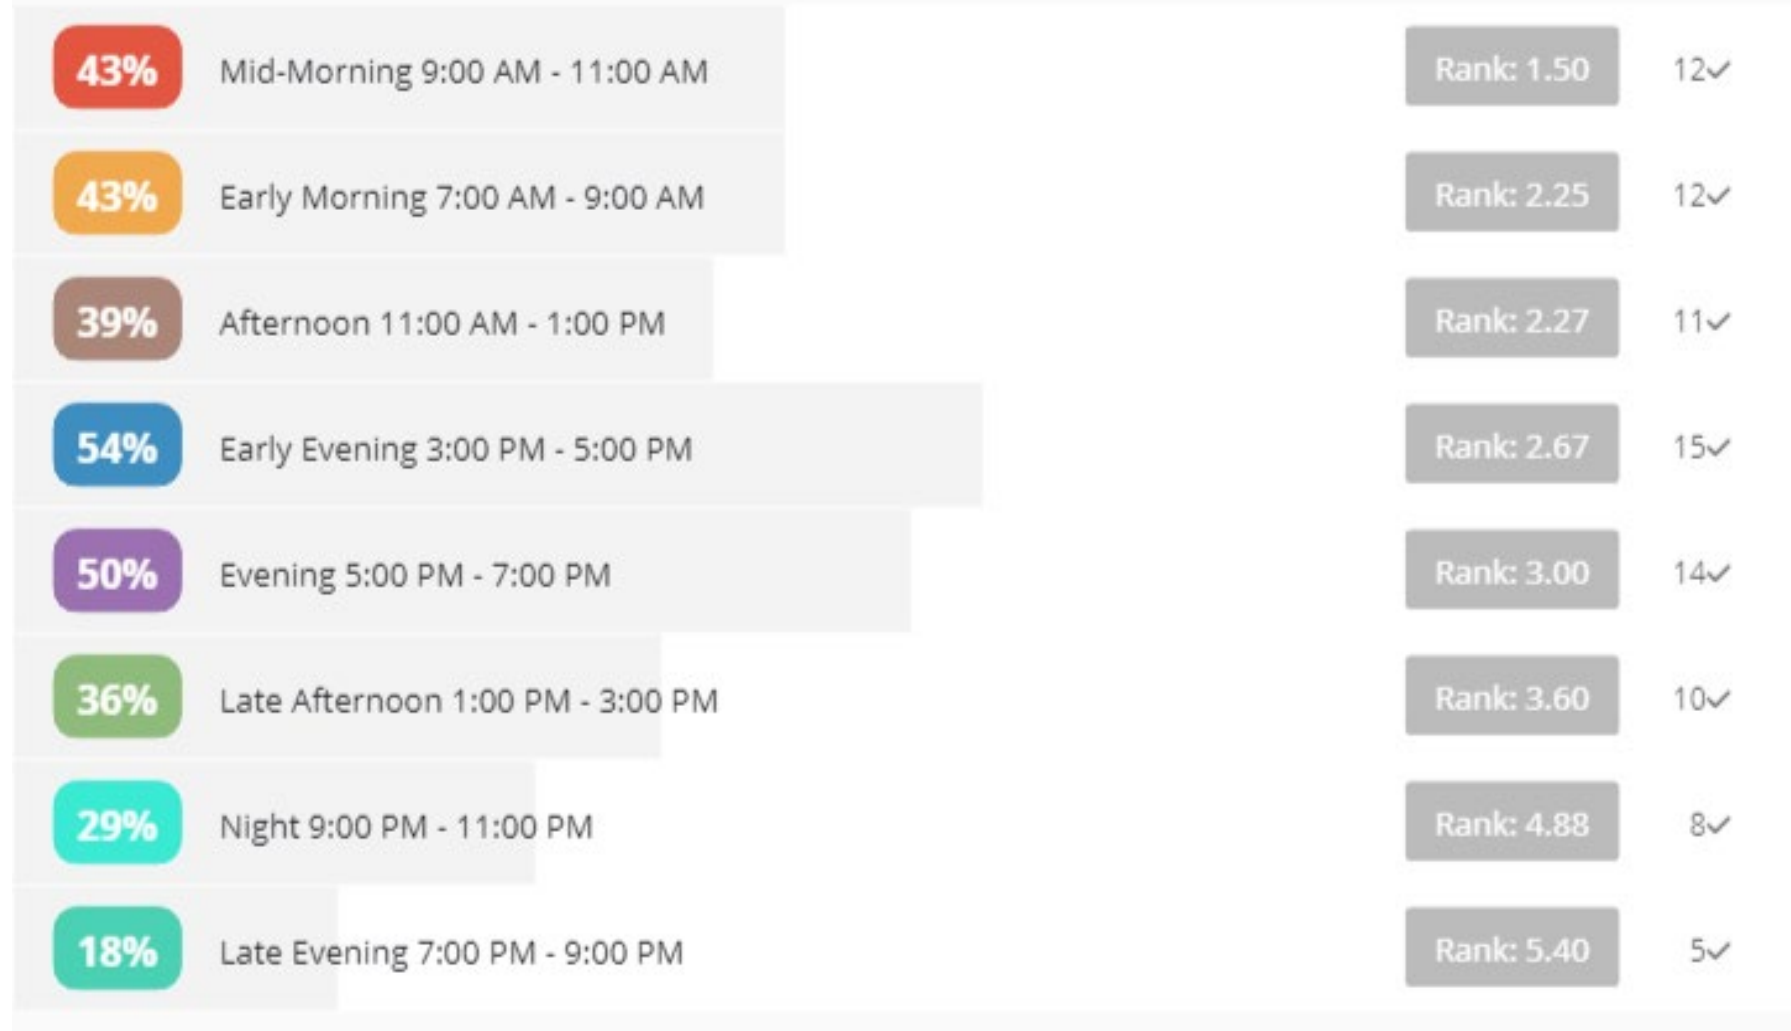 43% Mid-Morning 9:00 AM - 11:00 AM Rank: 1.50 12✓
43% Early Morning 7:00 AM - 9:00 AM Rank: 2.25 12✓
39% Afternoon 11:00 AM - 1:00 PM Rank: 2.27 11✓
54% Early Evening 3:00 PM - 5:00 PM Rank: 2.67 15✓
50% Evening 5:00 PM - 7:00 PM Rank: 3.00 14✓
36% Late Afternoon 1:00 PM - 3:00 PM Rank: 3.60 10✓
29% Night 9:00 PM - 11:00 PM Rank: 4.88 8✓
18% Late Evening 7:00 PM - 9:00 PM Rank: 5.40 5✓